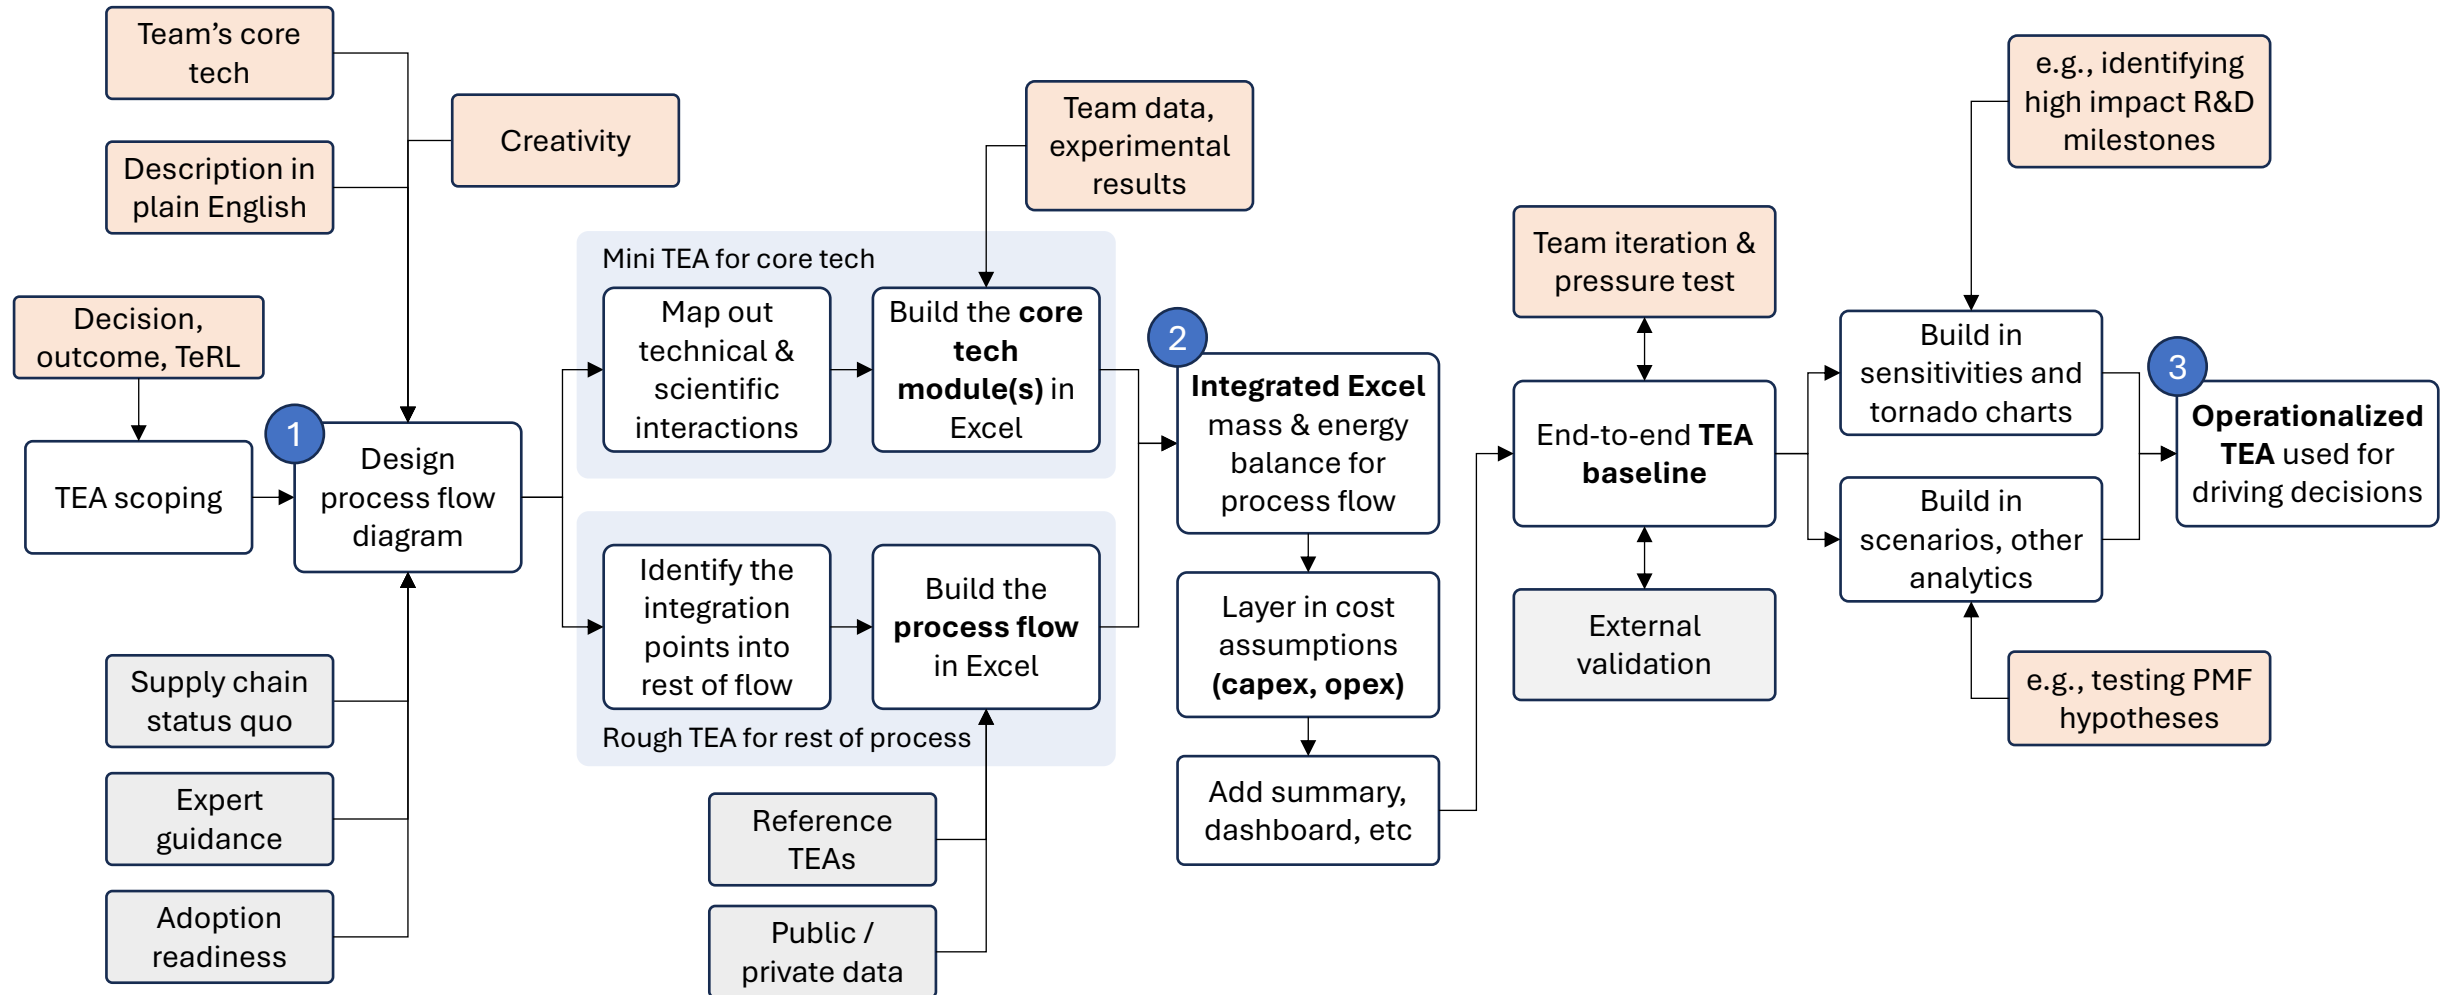 Team’s core
tech
Creativity
Description in
plain English
Decision,
outcome, TeRL
TEA scoping
1
Design
process flow
diagram
Supply chain
status quo
Expert
guidance
Adoption
readiness
Mini TEA for core tech
Map out
technical &
scientific
interactions
Team data,
experimental
results
Build the core
tech
module(s) in
Excel
Identify the
integration
points into
rest of flow
Build the
process flow
in Excel
Rough TEA for rest of process
Reference
TEAs
Public /
private data
2
Integrated Excel
mass & energy
balance for
process flow
Layer in cost
assumptions
(capex, opex)
Add summary,
dashboard, etc
Team iteration &
pressure test
End-to-end TEA
baseline
External
validation
e.g., identifying
high impact R&D
milestones
Build in
sensitivities and
tornado charts
Build in
scenarios, other
analytics
e.g., testing PMF
hypotheses
3
Operationalized
TEA used for
driving decisions